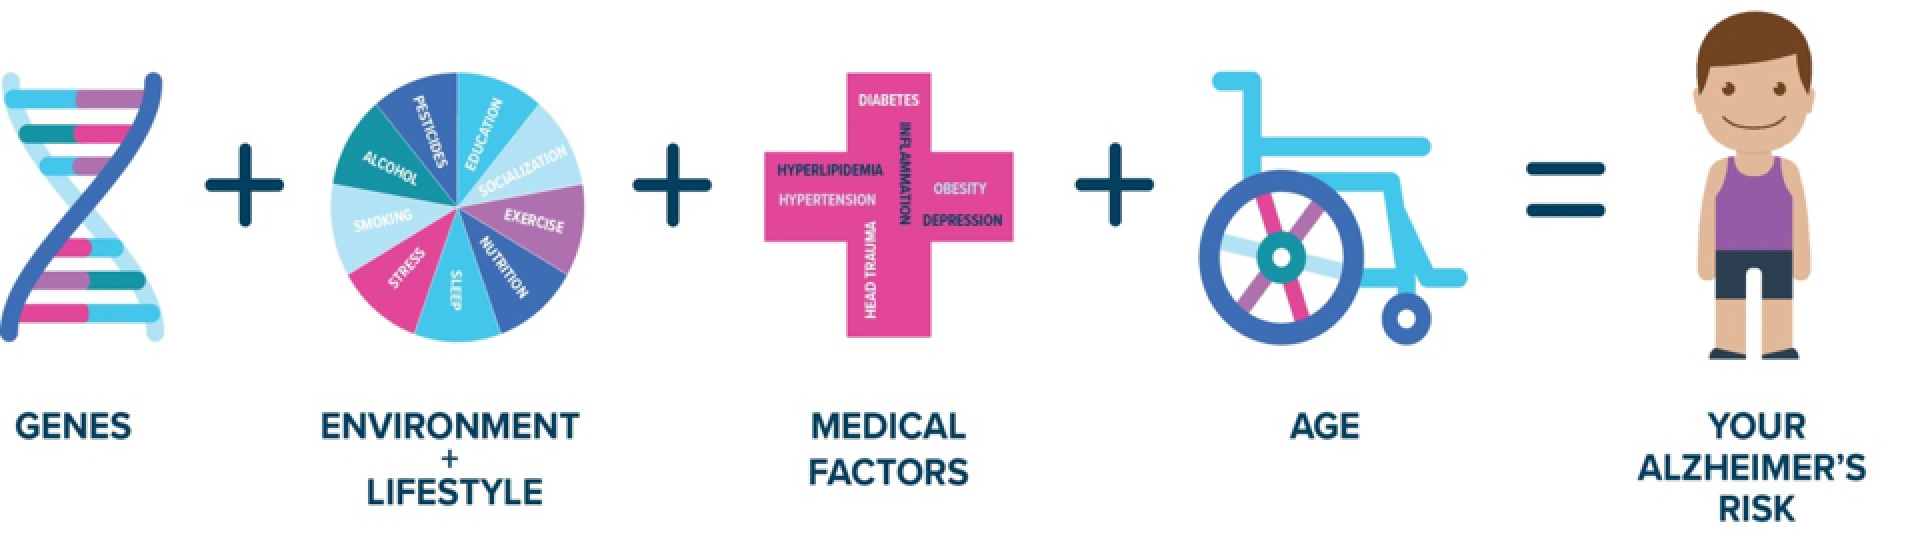 PESTICIDES
EDUCATION
SOCIALIZATION
EXERCISE
NUTRITION
SLEEP
STRESS
SMOKING
ALCOHOL
DIABETES
INFLAMMATION
HYPERLIPIDEMIA
HYPERTENSION
OBESITY
DEPRESSION
HEAD TRAUMA
+
+
+
=
GENES
ENVIRONMENT
+
LIFESTYLE
MEDICAL
FACTORS
AGE
YOUR
ALZHEIMER'S
RISK